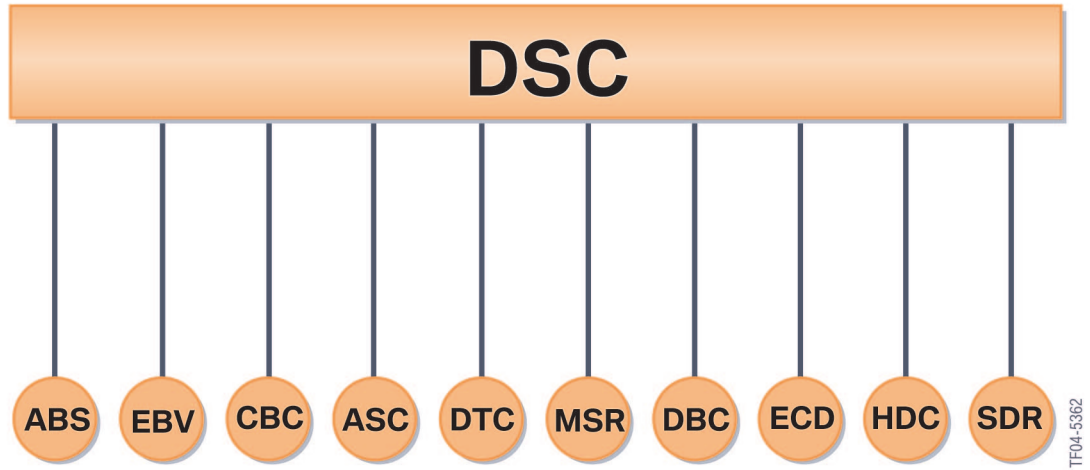 DSC
ABS
EBV
CBC
ASC
DTC
MSR
DBC
ECD
HDC
SDR
TF04-5362